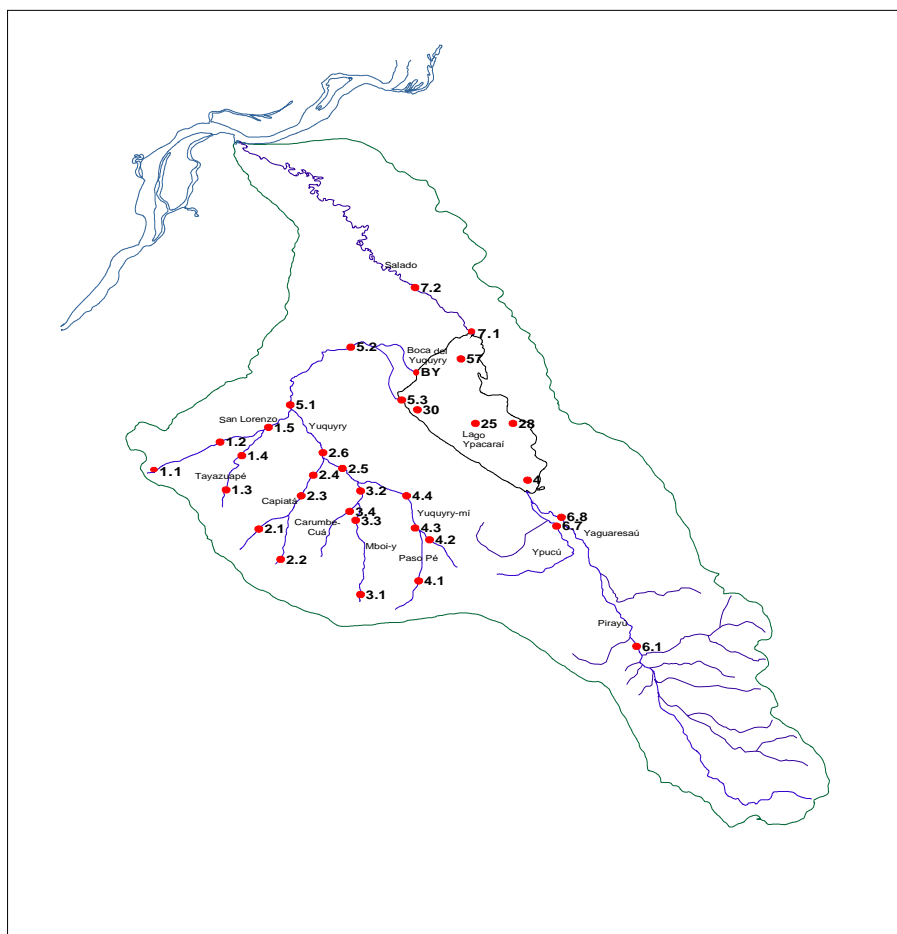 Salado
7.2
7.1
5.2
Boca del
Yuquyry
57
BY
5.3
30
5.1
San Lorenzo
1.5
Yuquyry
25
28
Lago
Ypacaraí
1.2
1.4
2.6
1.1
Tayazuapé
2.5
2.4
4
1.3
Capiatá
2.3
3.2
4.4
3.4
Yuquyry-mí
6.8
Carumbe-
Cuá
3.3
2.1
4.3
6.7
Yaguaresaú
4.2
Mboi-y
Paso Pé
Ypucú
2.2
4.1
3.1
Pirayú
6.1